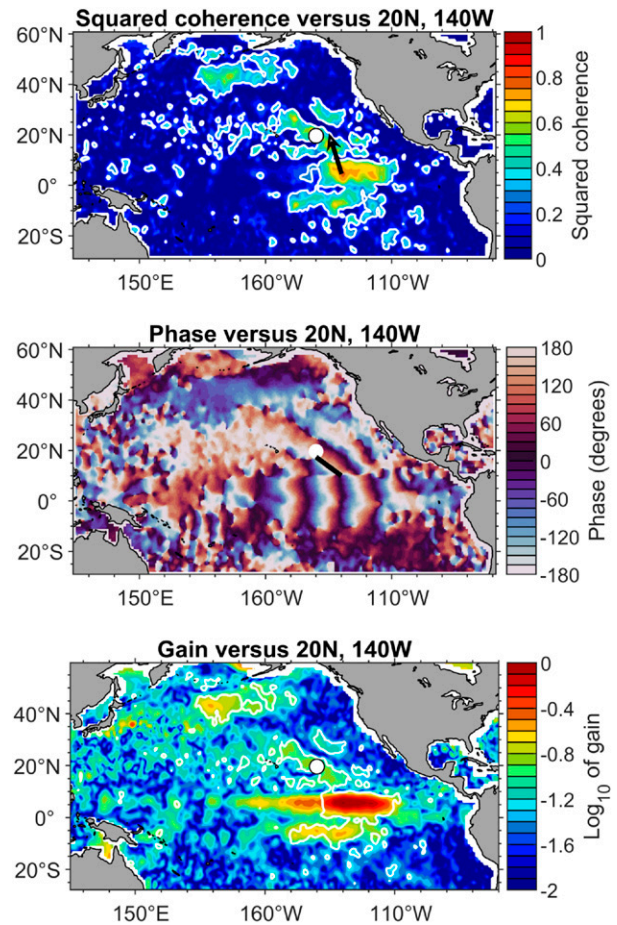 Squared coherence versus 20N, 140W
60°N
40°N
20°N
0°
20°S
150°E
160°W
110°W
1
0.8
0.6
0.4
0.2
0
Squared coherence
Phase versus 20N, 140W
60°N
40°N
20°N
0°
20°S
150°E
160°W
110°W
180
120
60
0
-60
-120
-180
Phase (degrees)
Gain versus 20N, 140W
60°N
40°N
20°N
0°
20°S
150°E
160°W
110°W
0
-0.4
-0.8
-1.2
-1.6
-2
Log₁₀ of gain